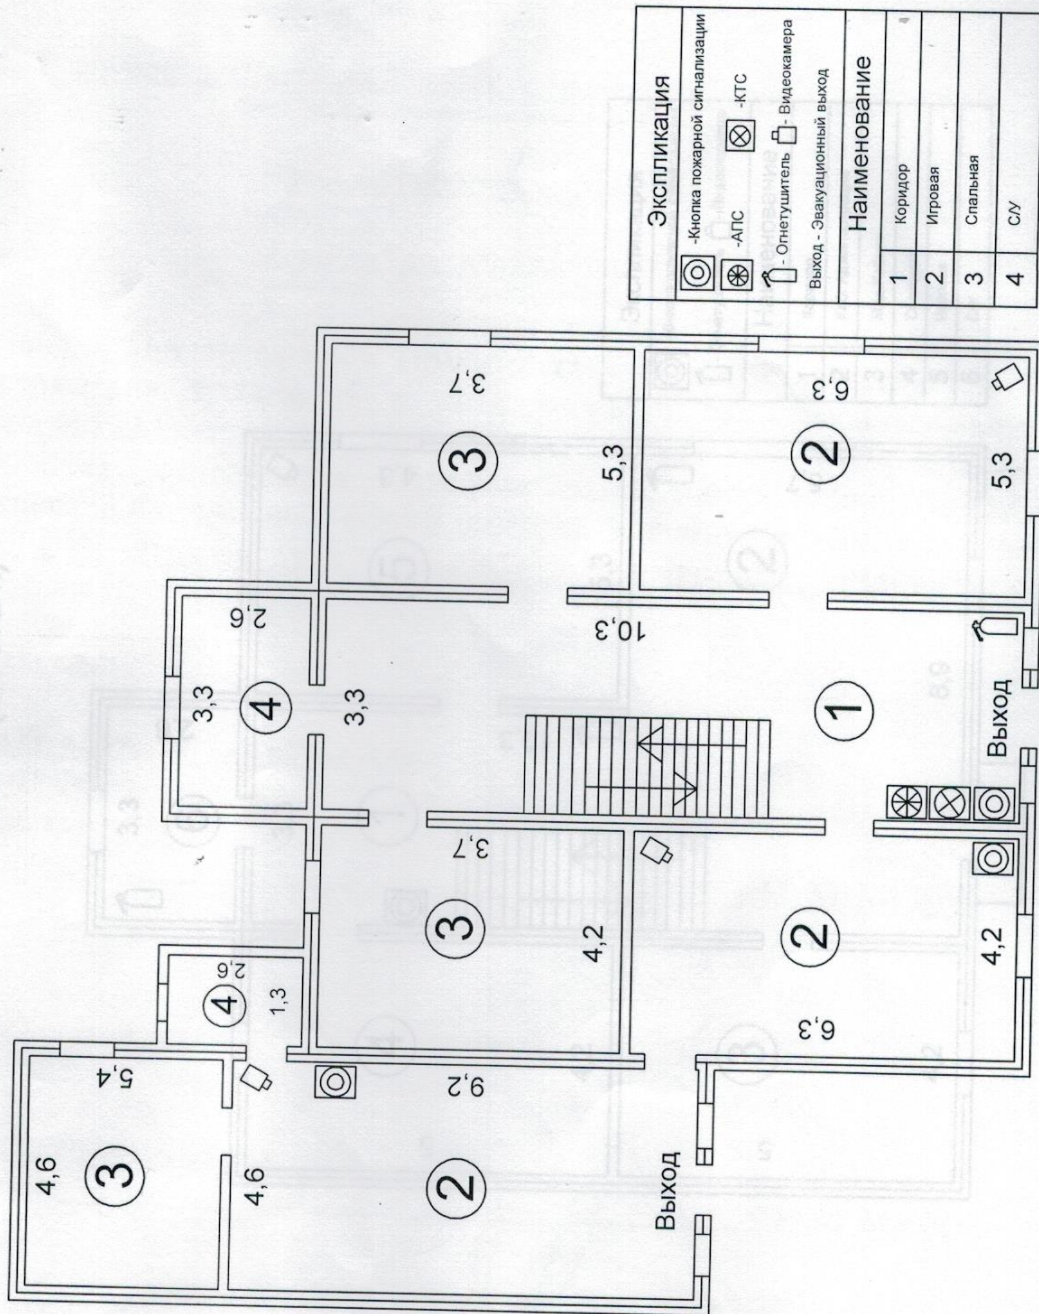 4,6
3
5,4
4
2,6
1,3
4,6
2
9,2
Выход
3,3
4
2,6
3,3
3
3,7
4,2
2
6,3
4,2
10,3
1
Выход
3
3,7
5,3
2
6,3
5,3
Экспликация
-Кнопка пожарной сигнализации
-АПС
-КТС
- Огнетушитель
- Видеокамера
Выход - Эвакуационный выход
Наименование
1 Коридор
2 Игровая
3 Спальная
4 С/У